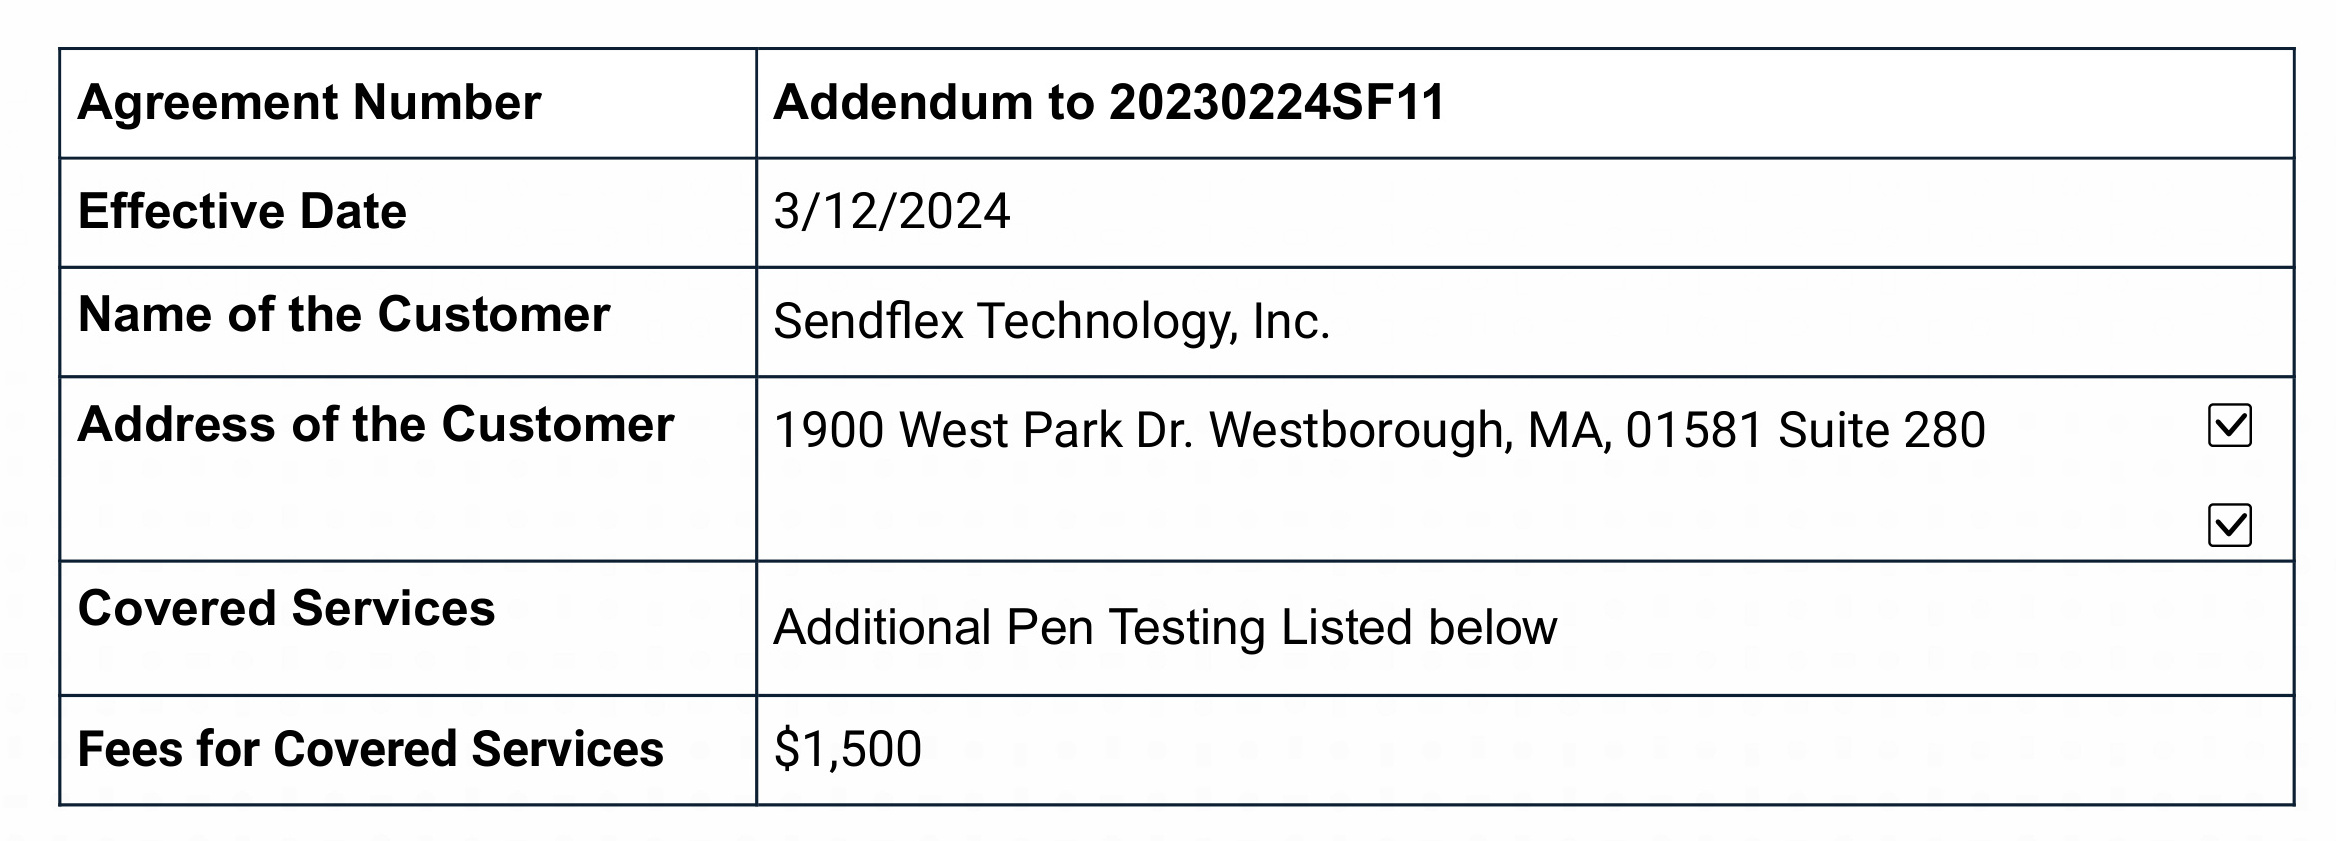 Agreement Number Addendum to 20230224SF11
Effective Date 3/12/2024
Name of the Customer Sendflex Technology, Inc.
Address of the Customer 1900 West Park Dr. Westborough, MA, 01581 Suite 280
Covered Services Additional Pen Testing Listed below
Fees for Covered Services $1,500